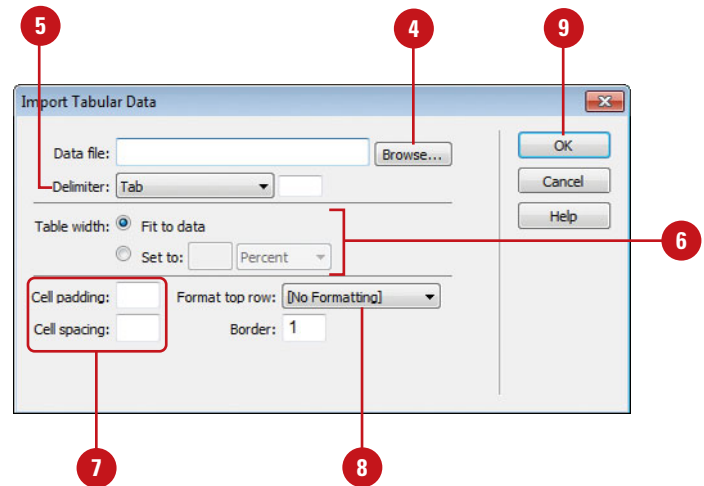 5
4
9
Import Tabular Data
Data file:
Browse...
OK
Delimiter:
Tab
Cancel
Table width:
Fit to data
Help
Set to:
Percent
6
Cell padding:
Format top row:
[No Formatting]
Cell spacing:
Border:
1
7
8